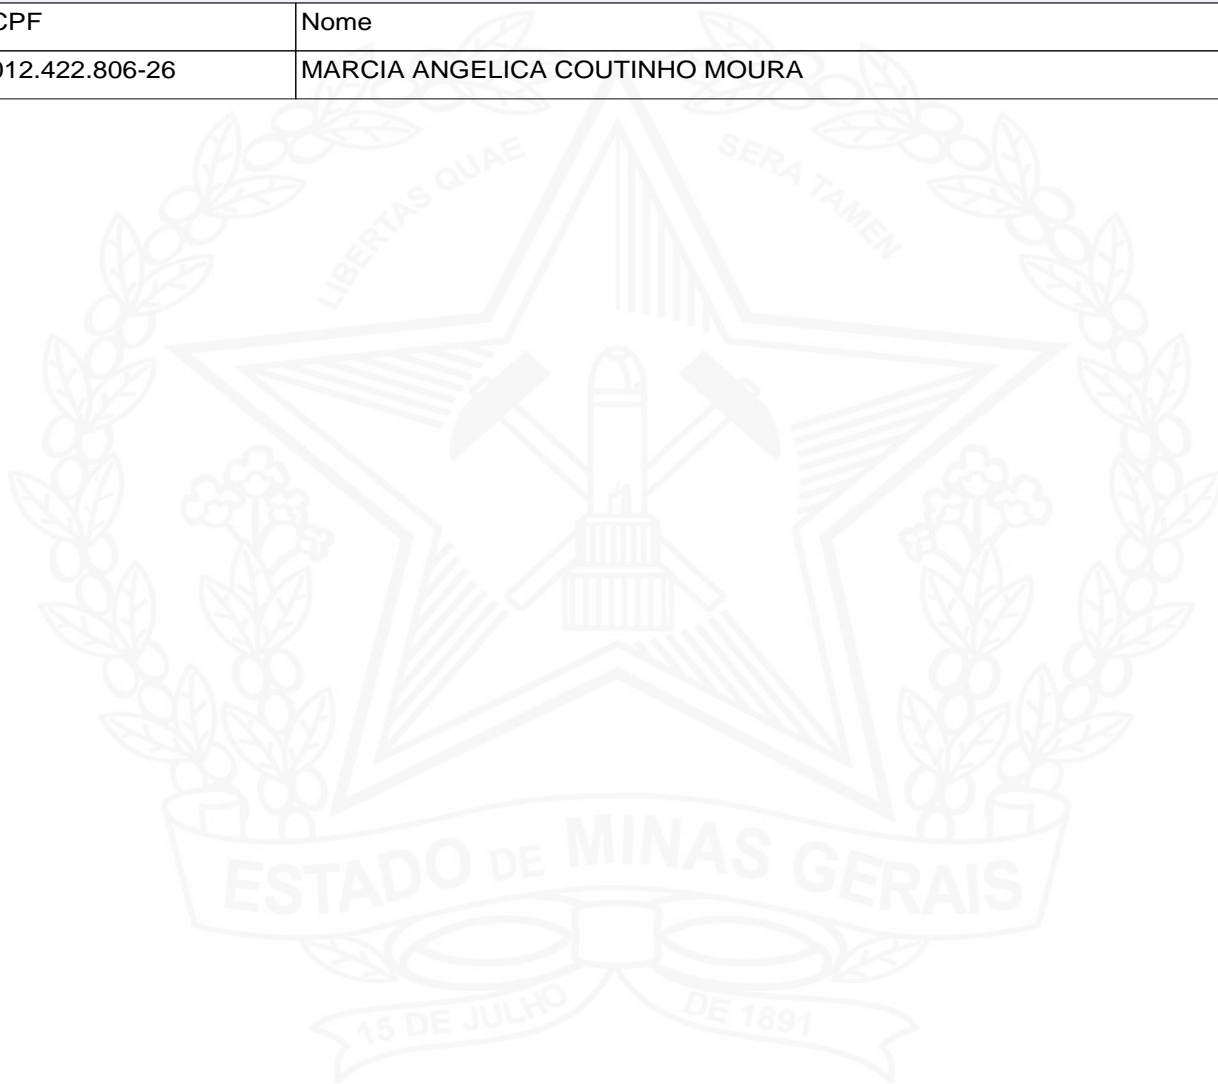 CPF Nome
012.422.806-26 MARCIA ANGELICA COUTINHO MOURA
LIBERTAS QUAE SERA TAMEN
ESTADO DE MINAS GERAIS
15 DE JULHO DE 1891